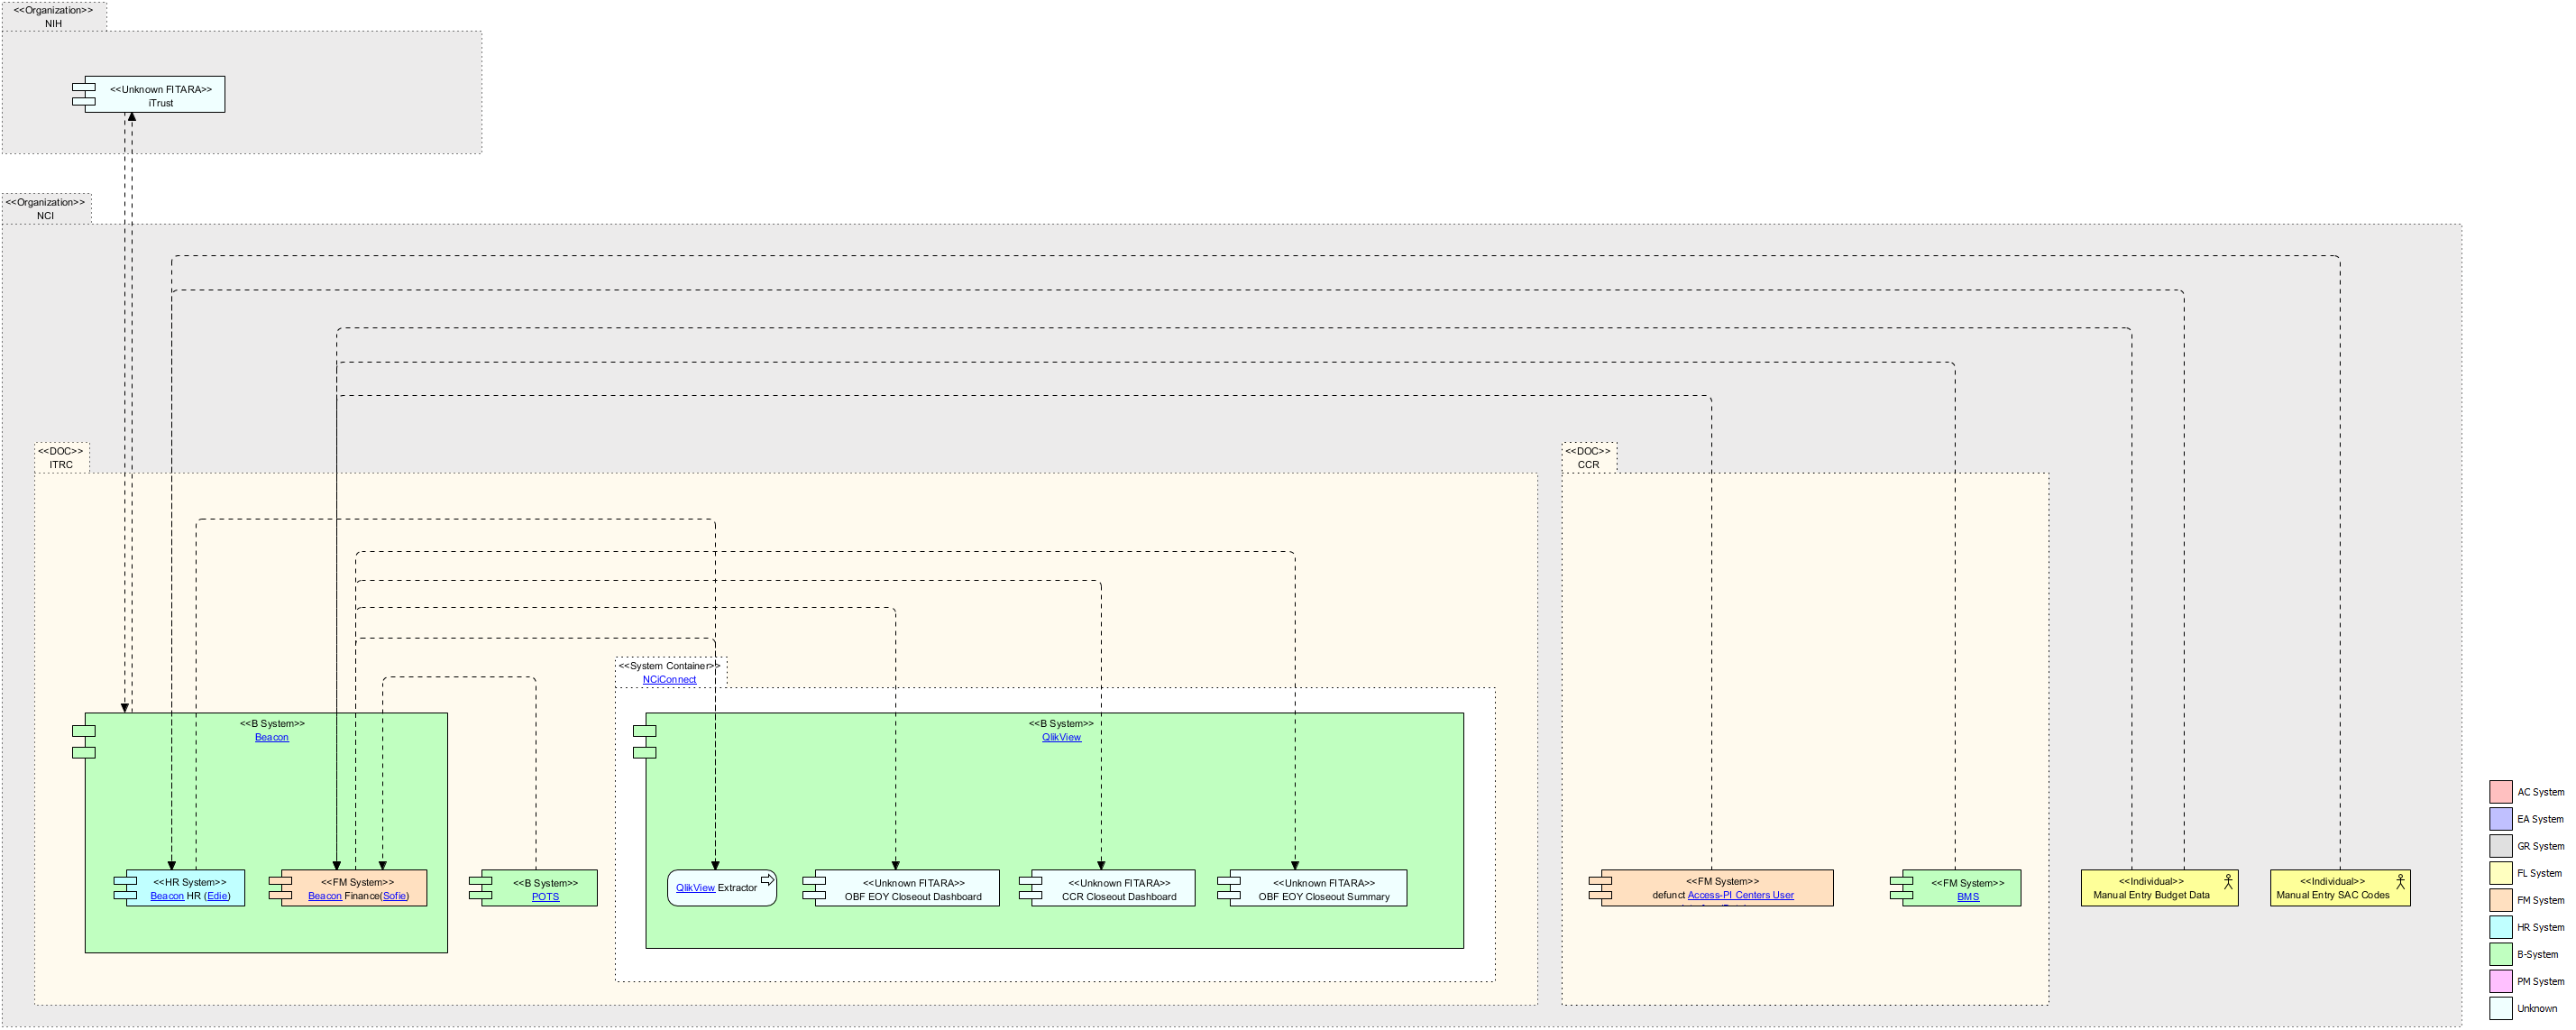 <<Organization>>
NIH
<<Unknown FITARA>>
iTrust
<<Organization>>
NCI
<<DOC>>
ITRC
<<DOC>>
CCR
<<System Container>>
NCiConnect
<<B System>>
Beacon
<<B System>>
QlikView
<<HR System>>
Beacon HR (Edie)
<<FM System>>
Beacon Finance(Sofie)
<<B System>>
POTS
QlikView Extractor
<<Unknown FITARA>>
OBF EOY Closeout Dashboard
<<Unknown FITARA>>
CCR Closeout Dashboard
<<Unknown FITARA>>
OBF EOY Closeout Summary
<<FM System>>
defunct Access-PI Centers User
<<FM System>>
BMS
<<Individual>>
Manual Entry Budget Data
<<Individual>>
Manual Entry SAC Codes
AC System
EA System
GR System
FL System
FM System
HR System
B-System
PM System
Unknown